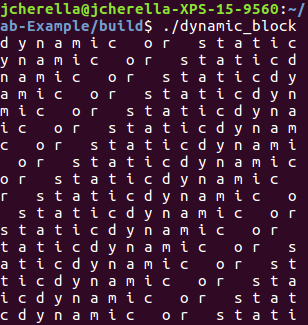 jcherella@jcherella-XPS-15-9560:~/
ab-Example/build$ ./dynamic_block
d y n a m i c   o r   s t a t i c
y n a m i c   o r   s t a t i c d
n a m i c   o r   s t a t i c d y
a m i c   o r   s t a t i c d y n
m i c   o r   s t a t i c d y n a
i c   o r   s t a t i c d y n a m
c   o r   s t a t i c d y n a m i
  o r   s t a t i c d y n a m i c
o r   s t a t i c d y n a m i c
r   s t a t i c d y n a m i c   o
  s t a t i c d y n a m i c   o r
s t a t i c d y n a m i c   o r
t a t i c d y n a m i c   o r   s
a t i c d y n a m i c   o r   s t
t i c d y n a m i c   o r   s t a
i c d y n a m i c   o r   s t a t
c d y n a m i c   o r   s t a t i